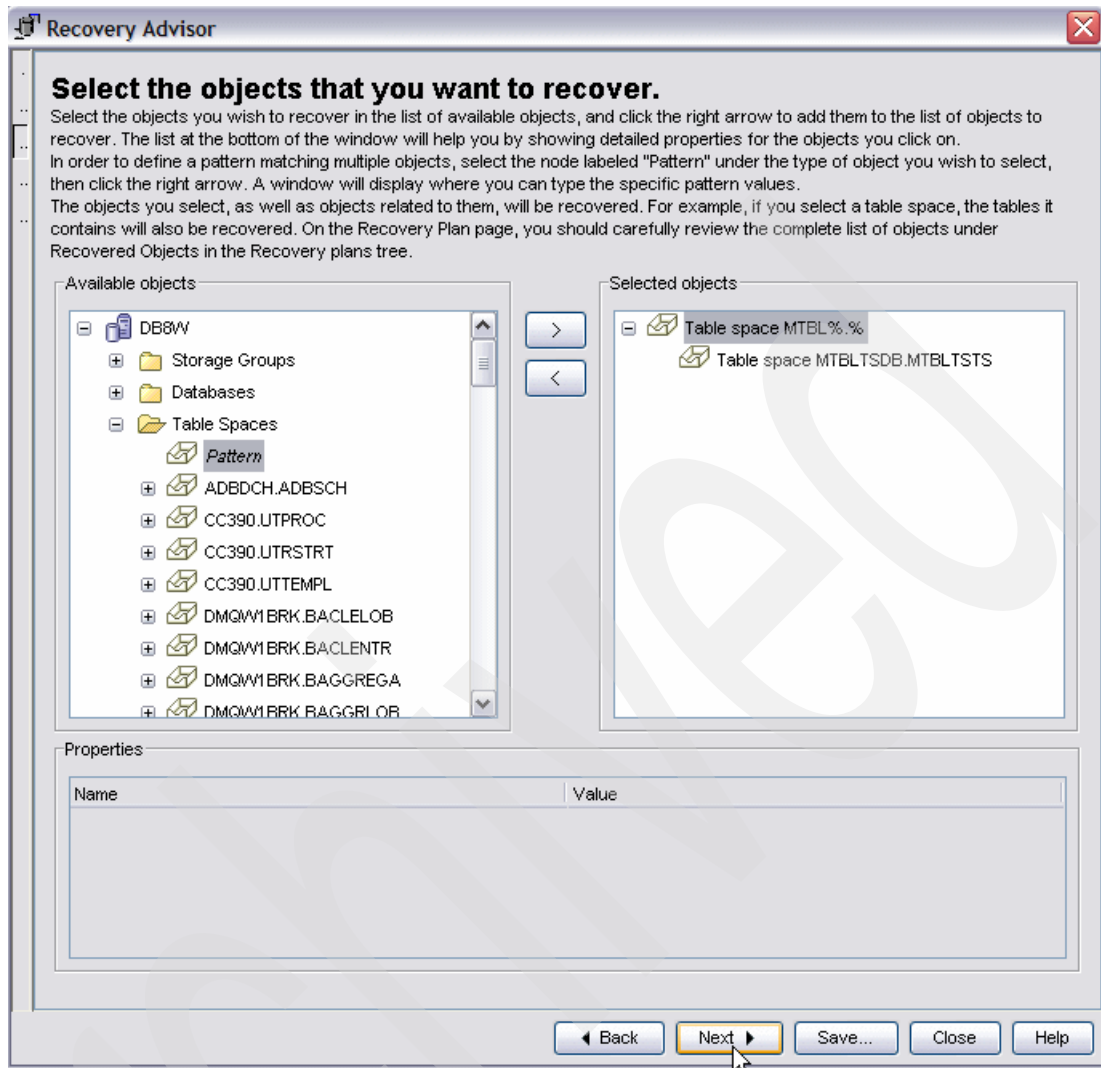 Recovery Advisor
Select the objects that you want to recover.
Select the objects you wish to recover in the list of available objects, and click the right arrow to add them to the list of objects to
recover. The list at the bottom of the window will help you by showing detailed properties for the objects you click on.
In order to define a pattern matching multiple objects, select the node labeled "Pattern" under the type of object you wish to select,
then click the right arrow. A window will display where you can type the specific pattern values.
The objects you select, as well as objects related to them, will be recovered. For example, if you select a table space, the tables it
contains will also be recovered. On the Recovery Plan page, you should carefully review the complete list of objects under
Recovered Objects in the Recovery plans tree.
Available objects
DB8W
Storage Groups
Databases
Table Spaces
Pattern
ADBDCH.ADBSCH
CC390.UTPROC
CC390.UTRSTRT
CC390.UTTEMPL
DMQW1BRK.BACLELOB
DMQW1BRK.BACLENTR
DMQW1BRK.BAGGREGA
DMQW1BRK.BAGGRLOB
>
<
Selected objects
Table space MTBL%.%
Table space MTBLTSDB.MTBLTSTS
Properties
Name Value
Back Next Save... Close Help